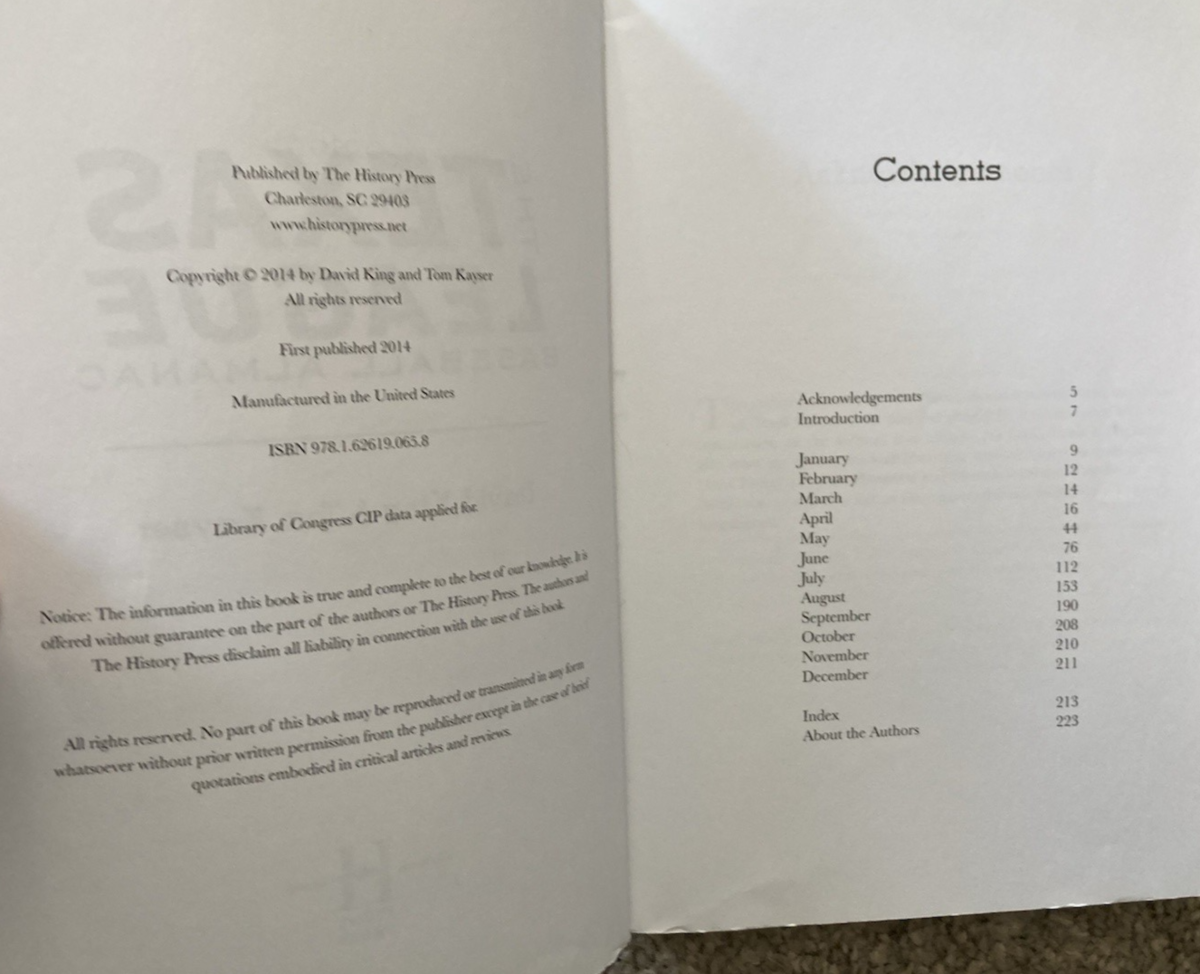 Published by The History Press
Charleston, SC 29403
www.historypress.net
Copyright © 2014 by David King and Tom Kayser
All rights reserved
First published 2014
Manufactured in the United States
ISBN 978.1.62619.065.8
Library of Congress CIP data applied for.
Notice: The information in this book is true and complete to the best of our knowledge. It is
offered without guarantee on the part of the authors or The History Press. The authors and
The History Press disclaim all liability in connection with the use of this book.
All rights reserved. No part of this book may be reproduced or transmitted in any form
whatsoever without prior written permission from the publisher except in the case of brief
quotations embodied in critical articles and reviews.
Contents
Acknowledgements 5
Introduction 7
January 9
February 12
March 14
April 16
May 44
June 76
July 112
August 153
September 190
October 208
November 210
December 211
Index 213
About the Authors 223